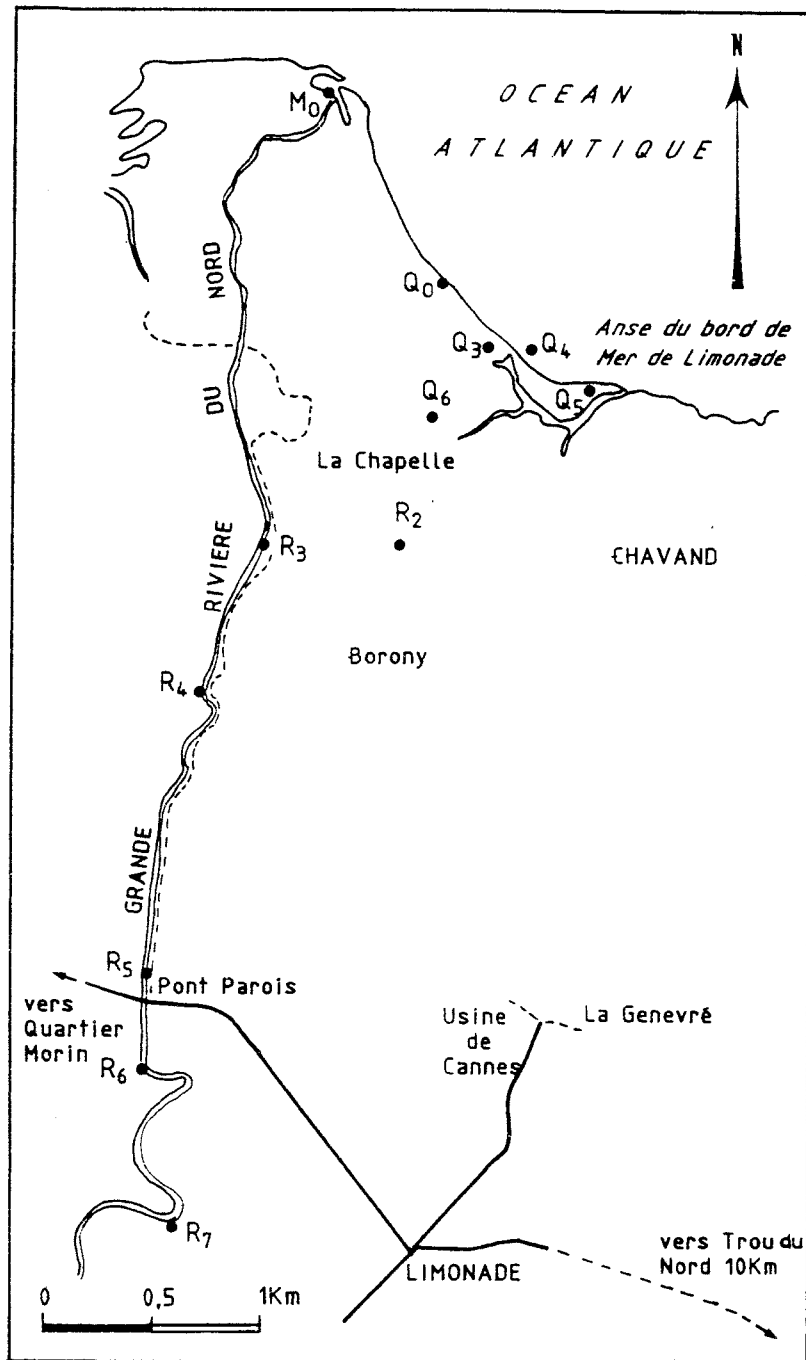 N
M0
OCEAN
ATLANTIQUE
Q0
Q3
Q4
Anse du bord de
Mer de Limonade
Q5
Q6
La Chapelle
R2
R3
CHAVAND
Borony
R4
GRANDE RIVIERE DU NORD
R5
Pont Parois
vers
Quartier
Morin
R6
Usine
de
Cannes
La Genevré
R7
LIMONADE
vers Trou du
Nord 10Km
0 0,5 1Km